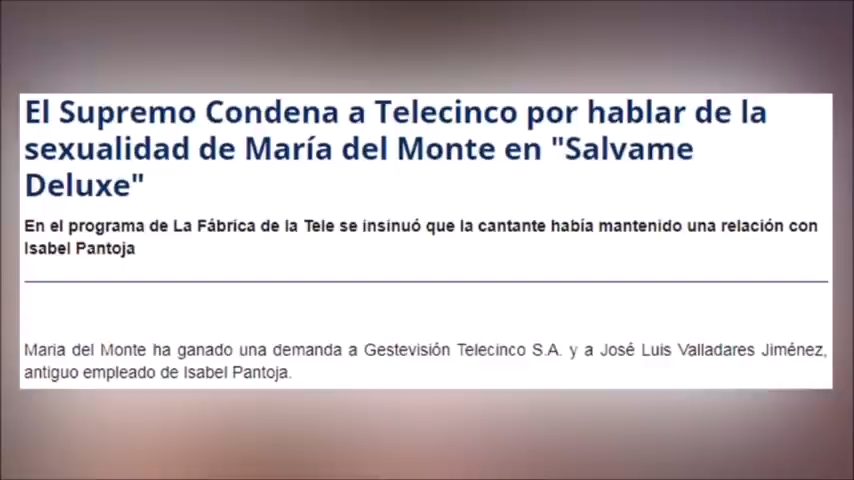 El Supremo Condena a Telecinco por hablar de la
sexualidad de María del Monte en "Salvame
Deluxe"
En el programa de La Fábrica de la Tele se insinuó que la cantante había mantenido una relación con
Isabel Pantoja
Maria del Monte ha ganado una demanda a Gestevisión Telecinco S.A. y a José Luis Valladares Jiménez,
antiguo empleado de Isabel Pantoja.